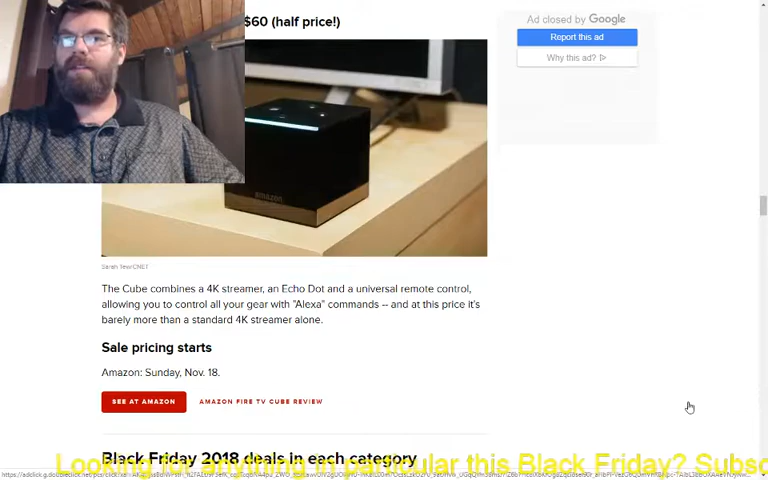 $60 (half price!)
Ad closed by Google
Report this ad
Why this ad?
amazon
Sarah Tew/CNET
The Cube combines a 4K streamer, an Echo Dot and a universal remote control,
allowing you to control all your gear with "Alexa" commands -- and at this price it's
barely more than a standard 4K streamer alone.
Sale pricing starts
Amazon: Sunday, Nov. 18.
SEE AT AMAZON
AMAZON FIRE TV CUBE REVIEW
Black Friday 2018 deals in each category
Looking for anything in particular this Black Friday? Subsc